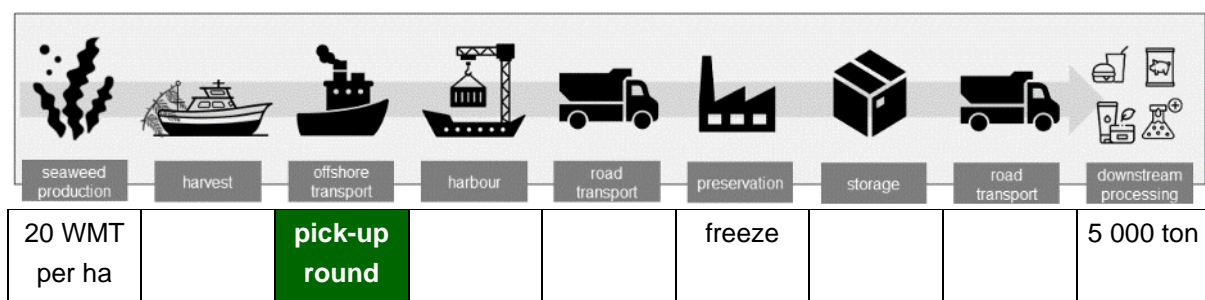 seaweed
production
harvest
offshore
transport
harbour
road
transport
preservation
storage
road
transport
downstream
processing
20 WMT
per ha
pick-up
round
freeze
5 000 ton